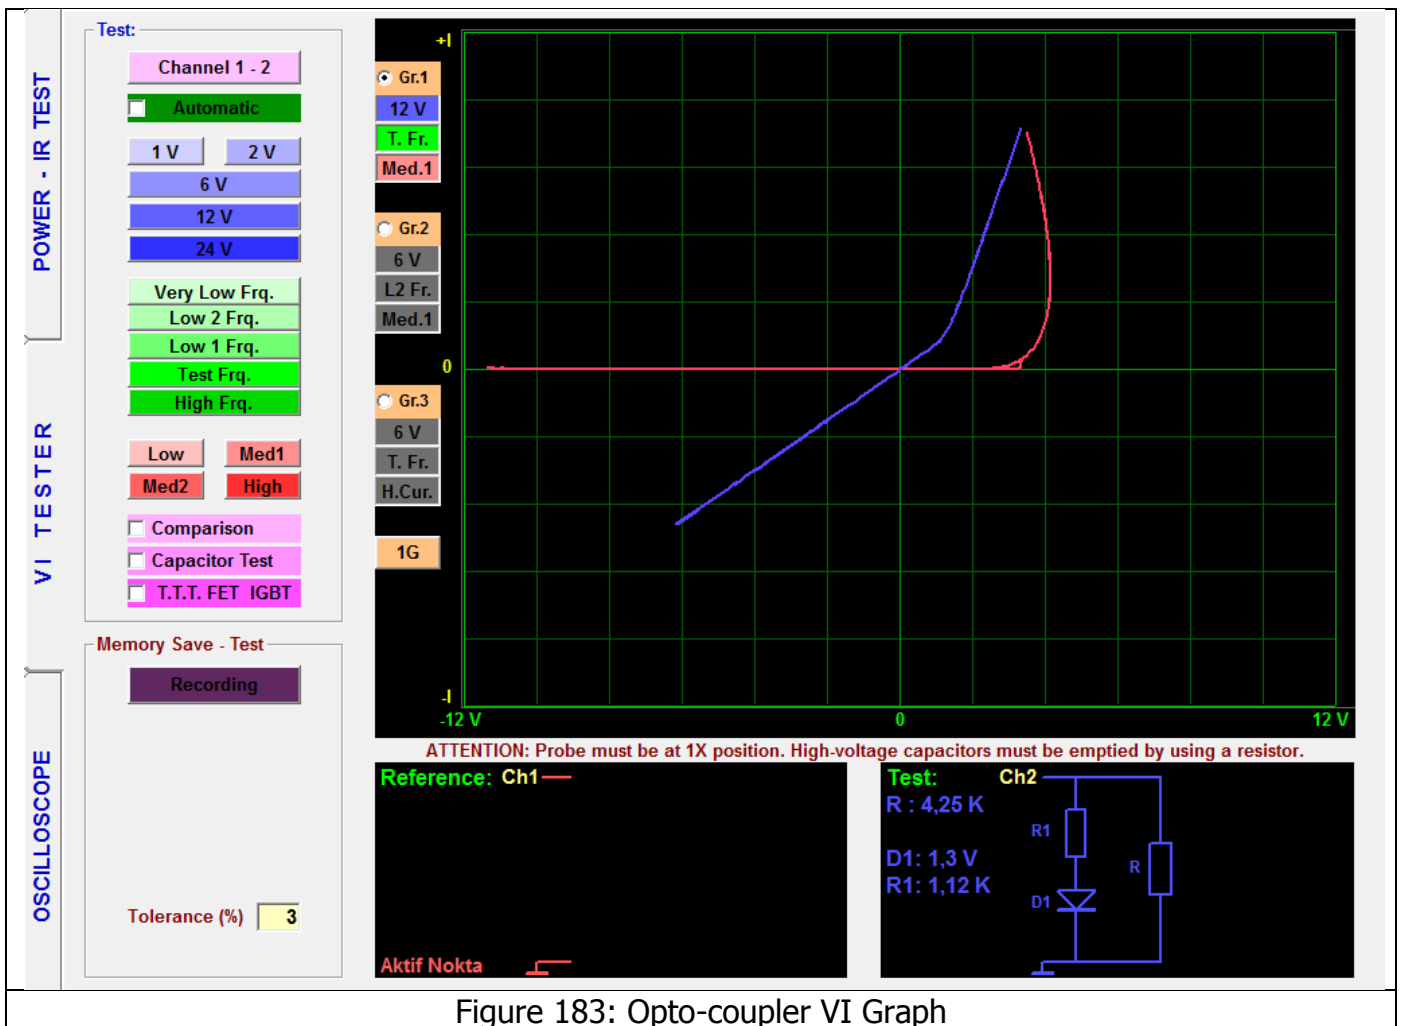 POWER - IR TEST
VI TESTER
OSCILLOSCOPE
Test:
Channel 1 - 2
Automatic
1 V
2 V
6 V
12 V
24 V
Very Low Frq.
Low 2 Frq.
Low 1 Frq.
Test Frq.
High Frq.
Low
Med1
Med2
High
Comparison
Capacitor Test
T.T.T. FET IGBT
Memory Save - Test
Recording
Tolerance (%)
3
Gr.1
12 V
T. Fr.
Med.1
Gr.2
6 V
L2 Fr.
Med.1
Gr.3
6 V
T. Fr.
H.Cur.
1G
+I
0
-I
-12 V
0
12 V
ATTENTION: Probe must be at 1X position. High-voltage capacitors must be emptied by using a resistor.
Reference: Ch1
Aktif Nokta
Test: Ch2
R : 4,25 K
D1: 1,3 V
R1: 1,12 K
R1
D1
R
Figure 183: Opto-coupler VI Graph